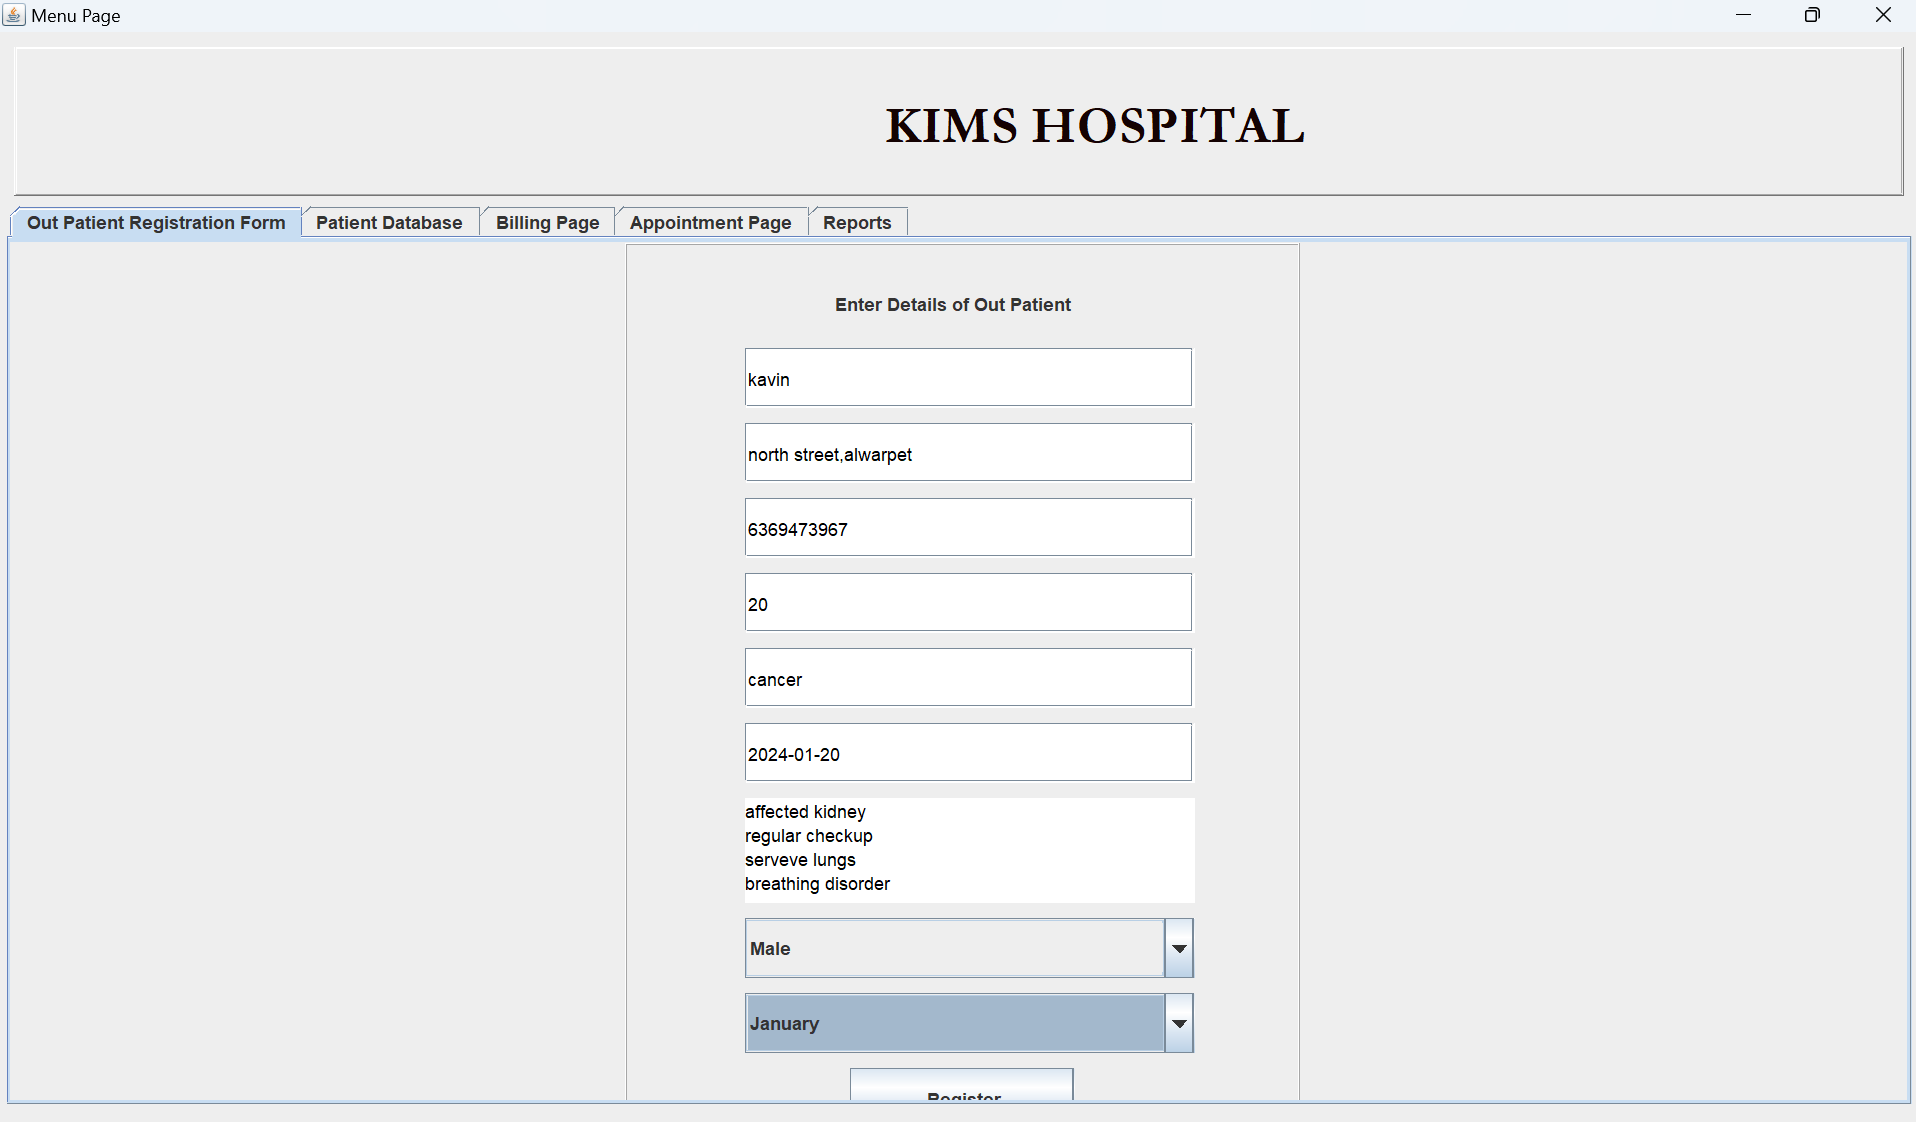 Menu Page
KIMS HOSPITAL
Out Patient Registration Form
Patient Database
Billing Page
Appointment Page
Reports
Enter Details of Out Patient
kavin
north street,alwarpet
6369473967
20
cancer
2024-01-20
affected kidney
regular checkup
serveve lungs
breathing disorder
Male
January
Register